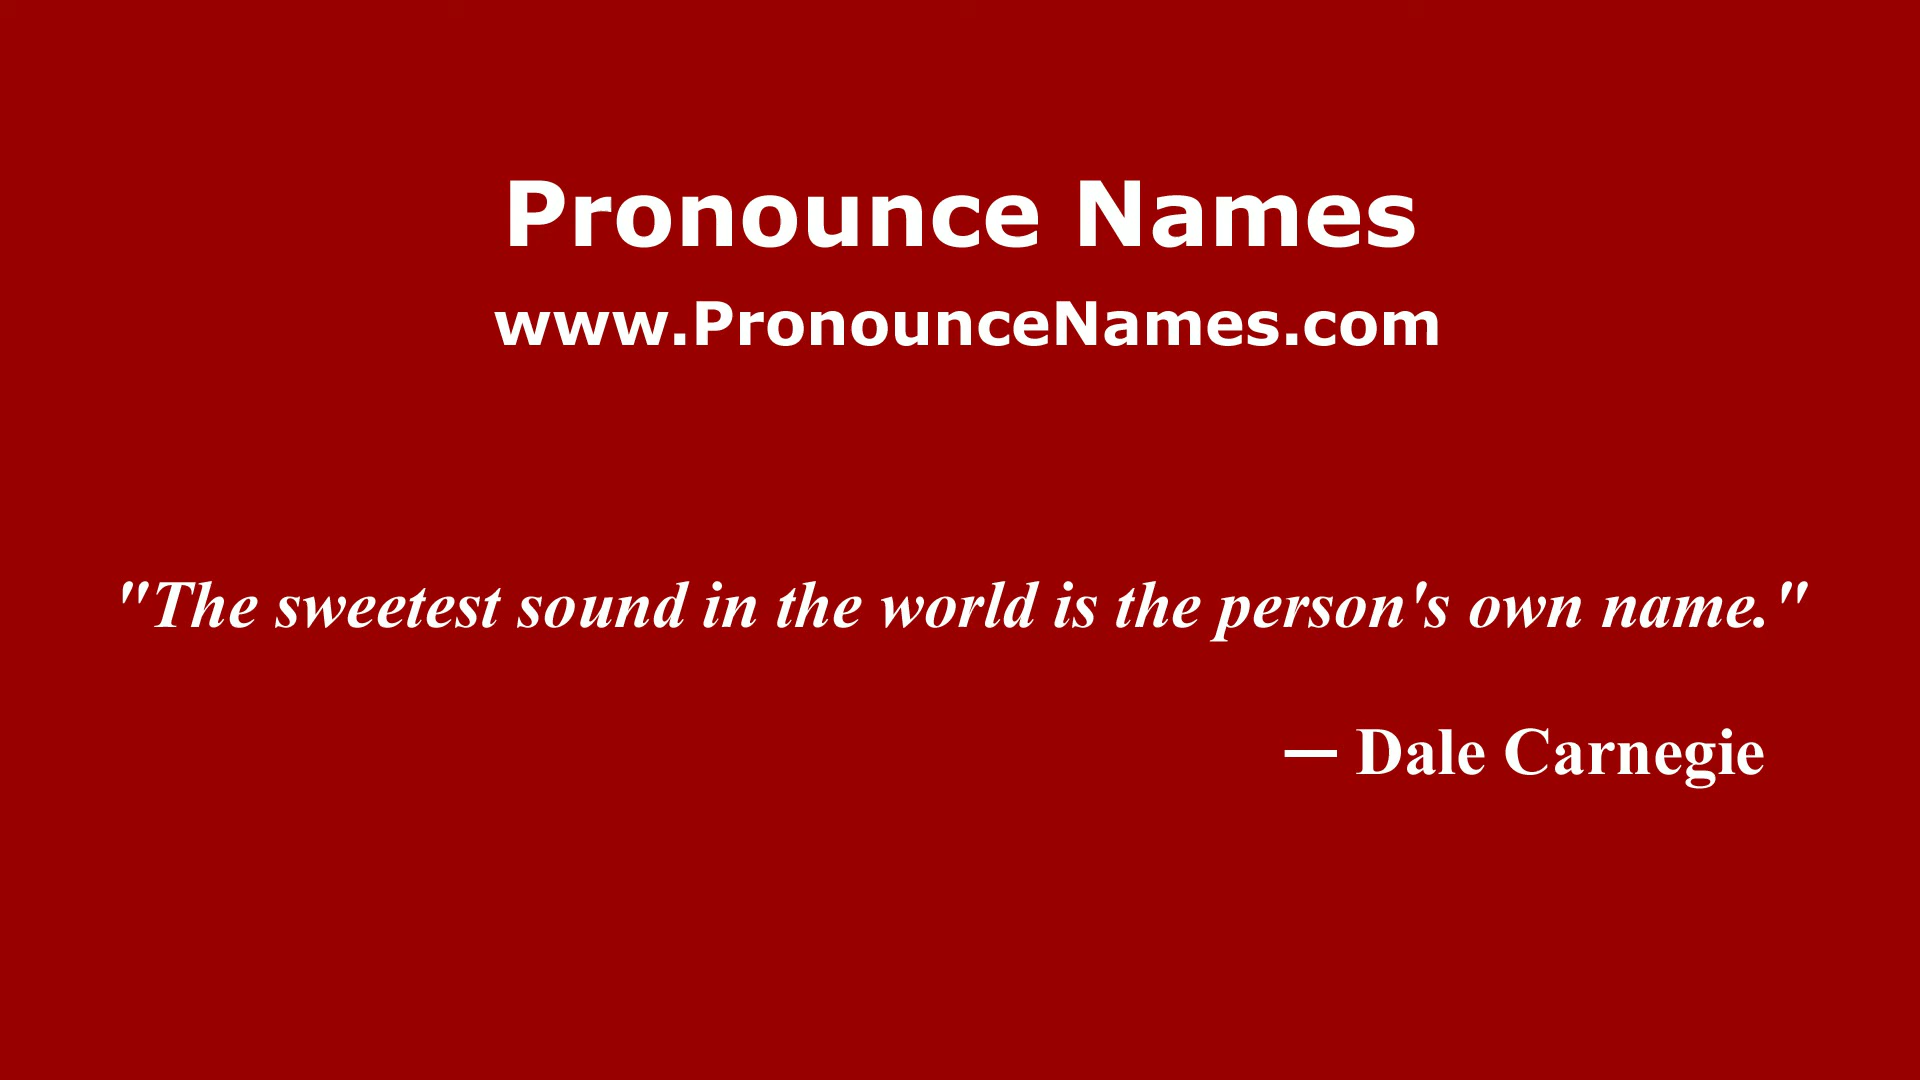 Pronounce Names
www.PronounceNames.com
"The sweetest sound in the world is the person's own name."
— Dale Carnegie